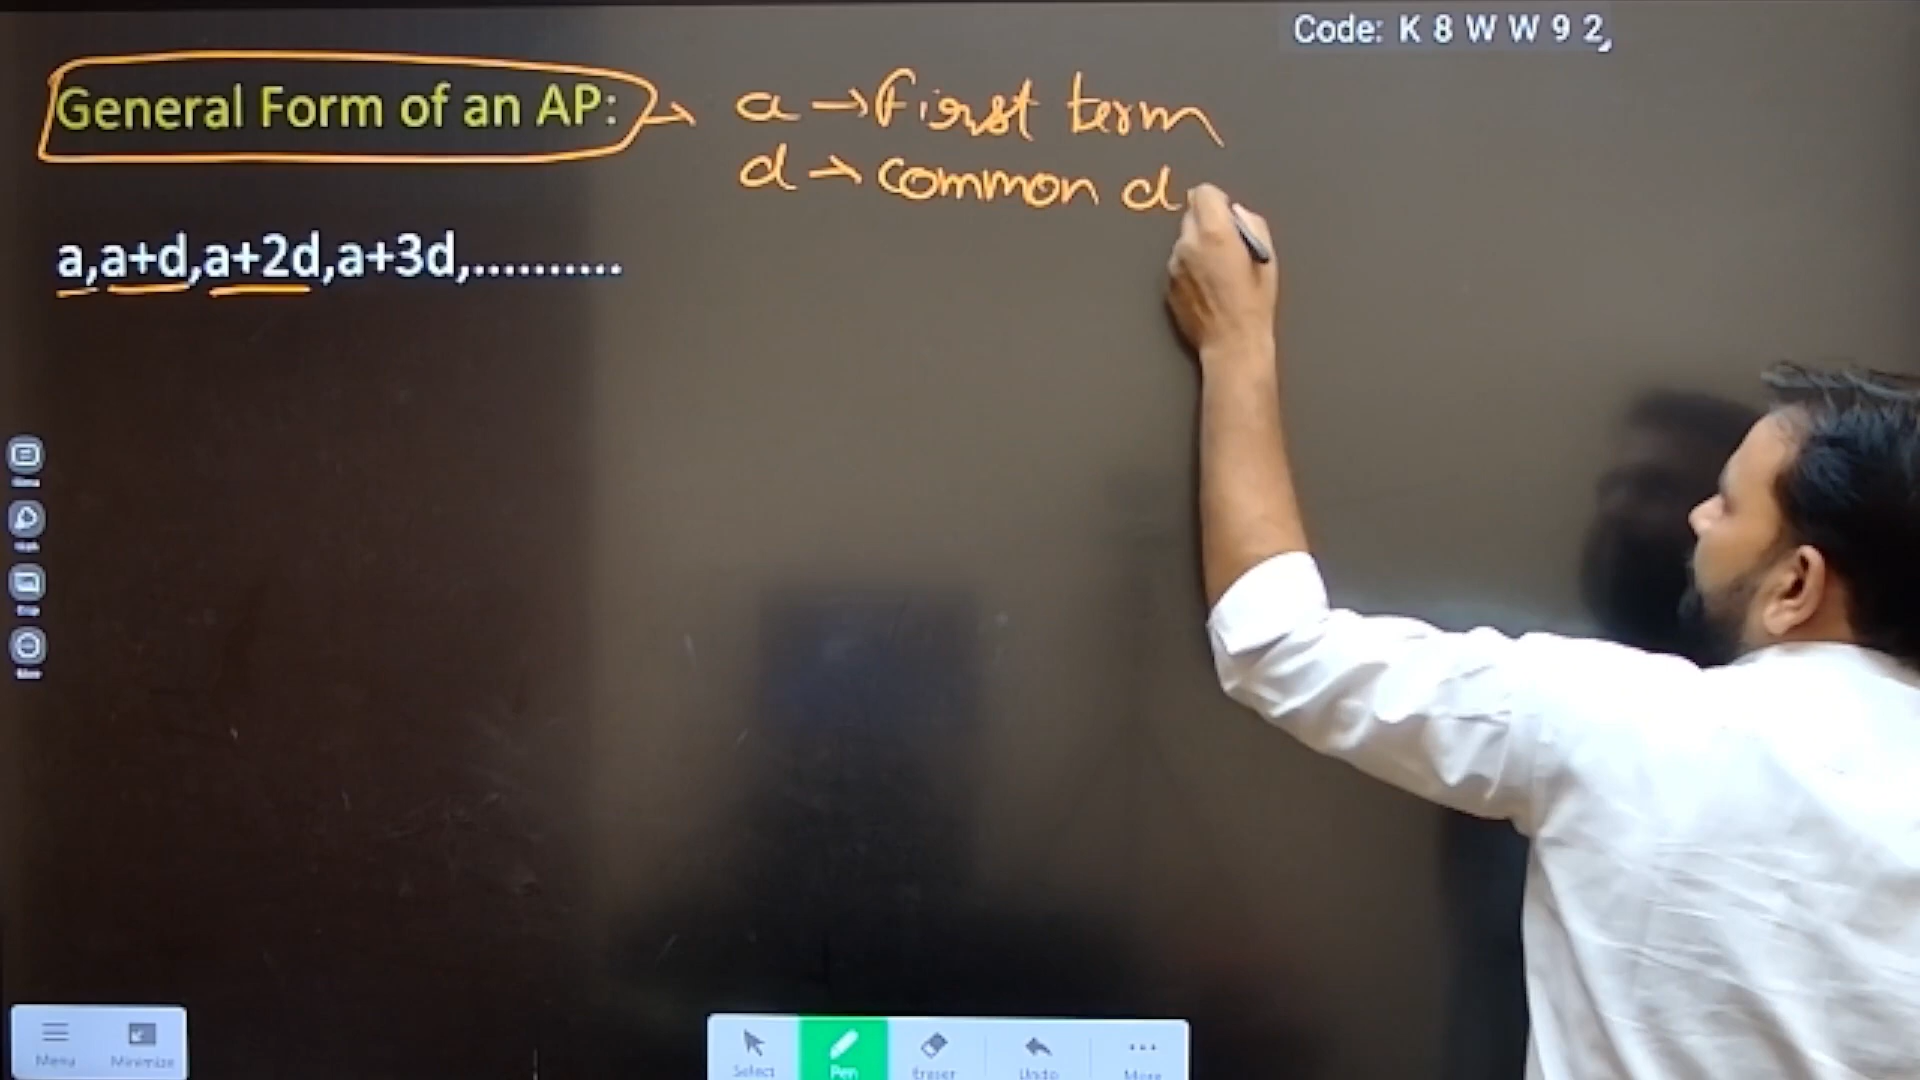 Code: K 8 W W 9 2
General Form of an AP: → a → First term
d → common d
a,a+d,a+2d,a+3d,..........
Menu Minimize Select Pen Eraser Undo More